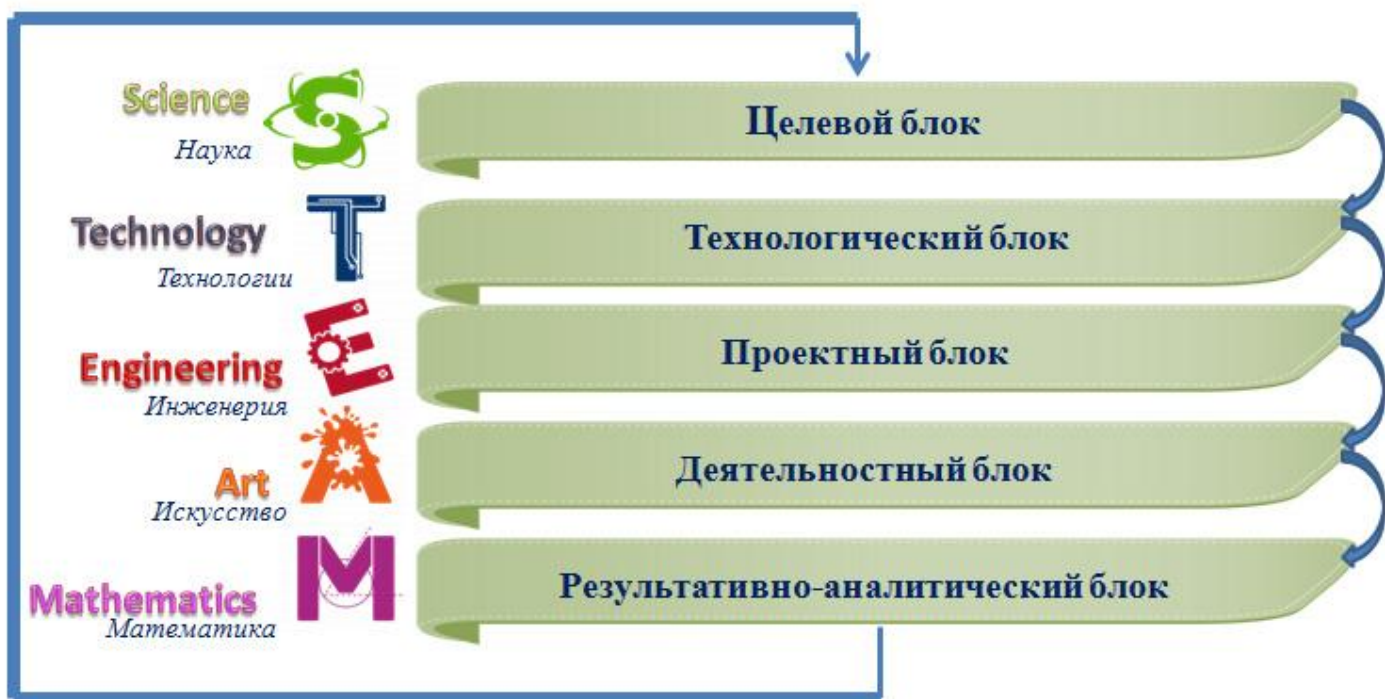 Science
Наука
S
Целевой блок
Technology
Технологии
T
Технологический блок
Engineering
Инженерия
E
Проектный блок
Art
Искусство
A
Деятельностный блок
Mathematics
Математика
M
Результативно-аналитический блок